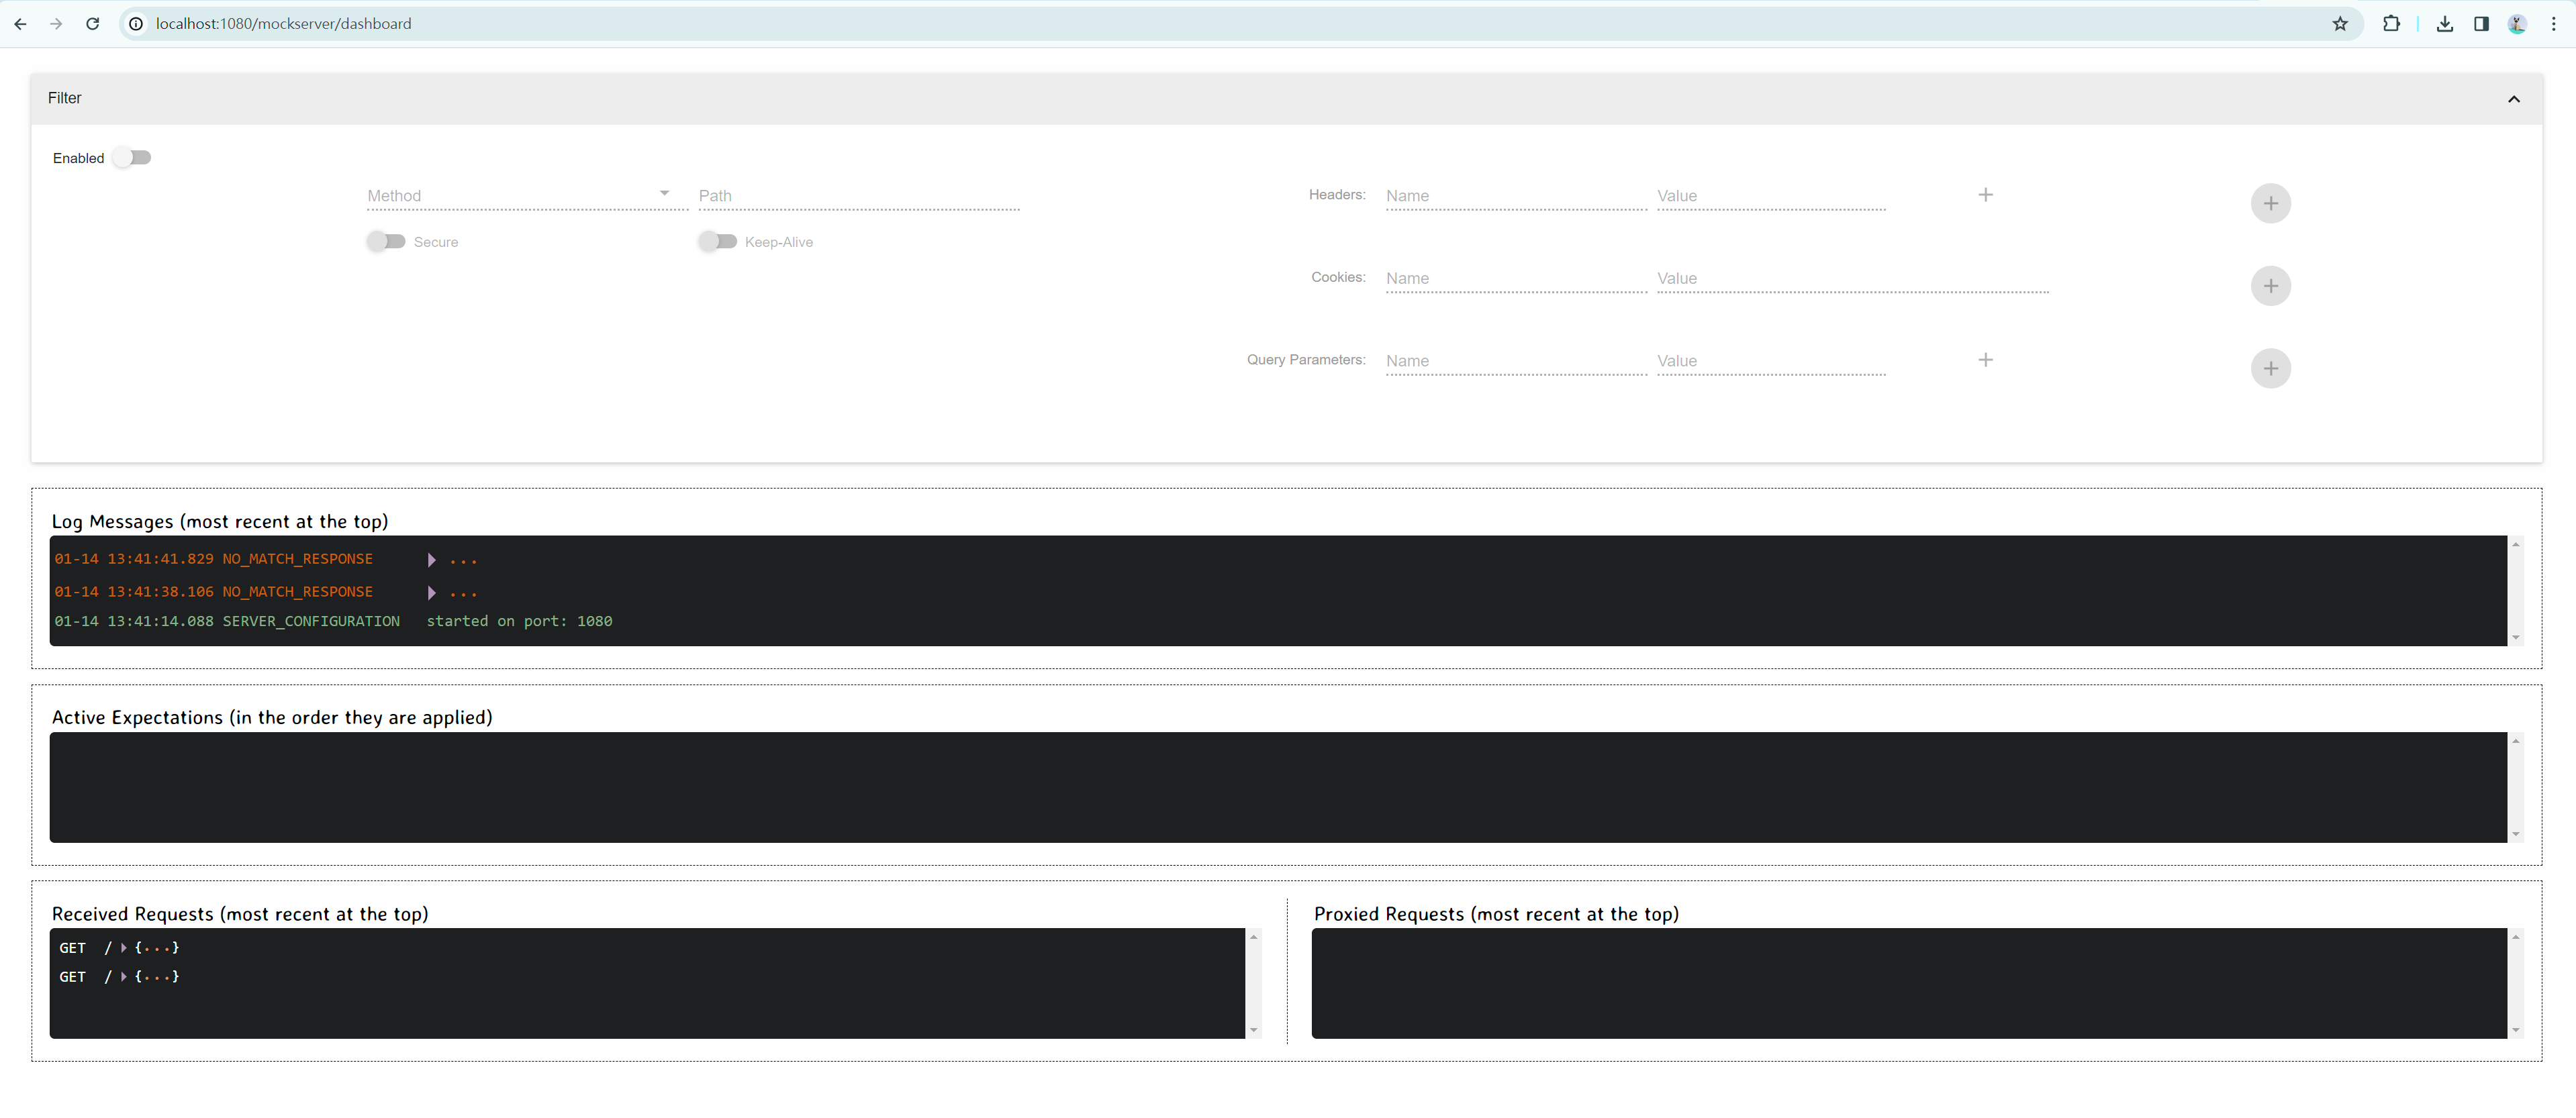 localhost:1080/mockserver/dashboard
Filter
Enabled
Method Path Headers: Name Value + +
Secure Keep-Alive
Cookies: Name Value +
Query Parameters: Name Value + +
Log Messages (most recent at the top)
01-14 13:41:41.829 NO_MATCH_RESPONSE ...
01-14 13:41:38.106 NO_MATCH_RESPONSE ...
01-14 13:41:14.088 SERVER_CONFIGURATION started on port: 1080
Active Expectations (in the order they are applied)
Received Requests (most recent at the top)
GET / {...}
GET / {...}
Proxied Requests (most recent at the top)